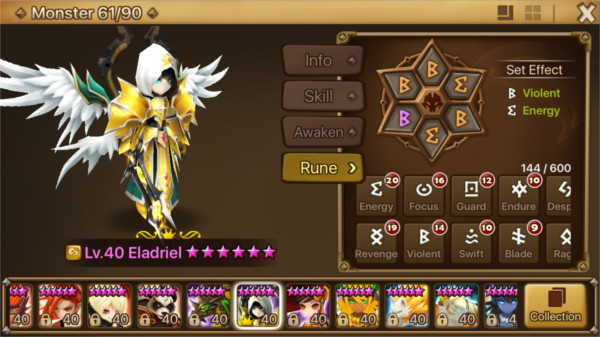 Monster 61/90
Info
Skill
Awaken
Rune
Set Effect
Violent
Energy
144 / 600
20 16 12 10
Energy Focus Guard Endure Desp
19 14 10 9
Revenge Violent Swift Blade Rag
Lv.40 Eladriel
40 40 40 40 40 40 40 40 40 40
Collection